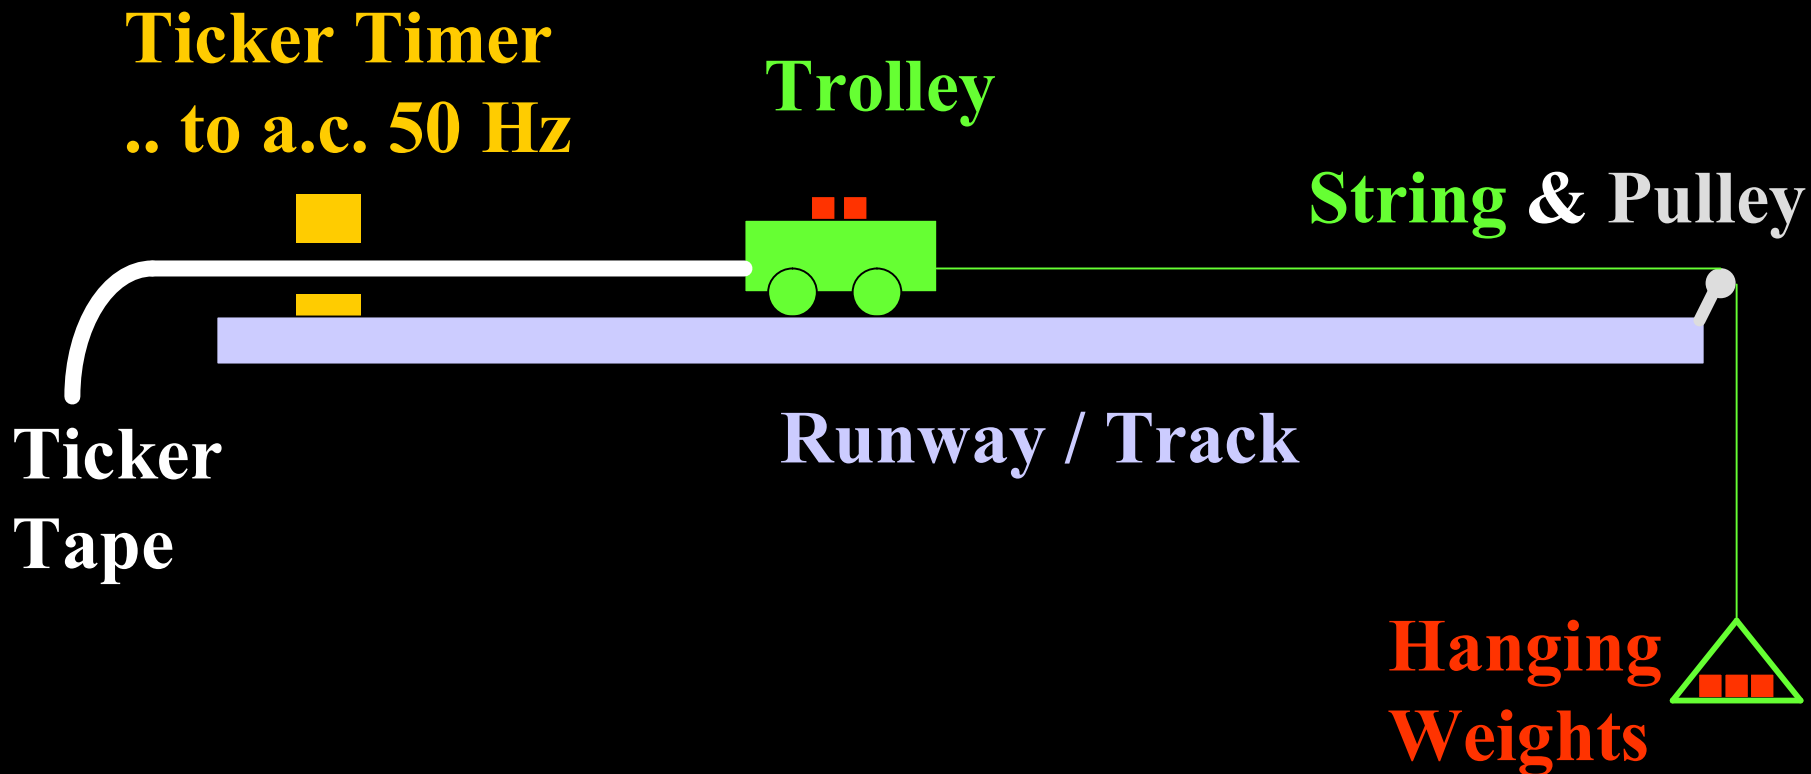 Ticker Timer
.. to a.c. 50 Hz
Trolley
String & Pulley
Runway / Track
Ticker
Tape
Hanging
Weights